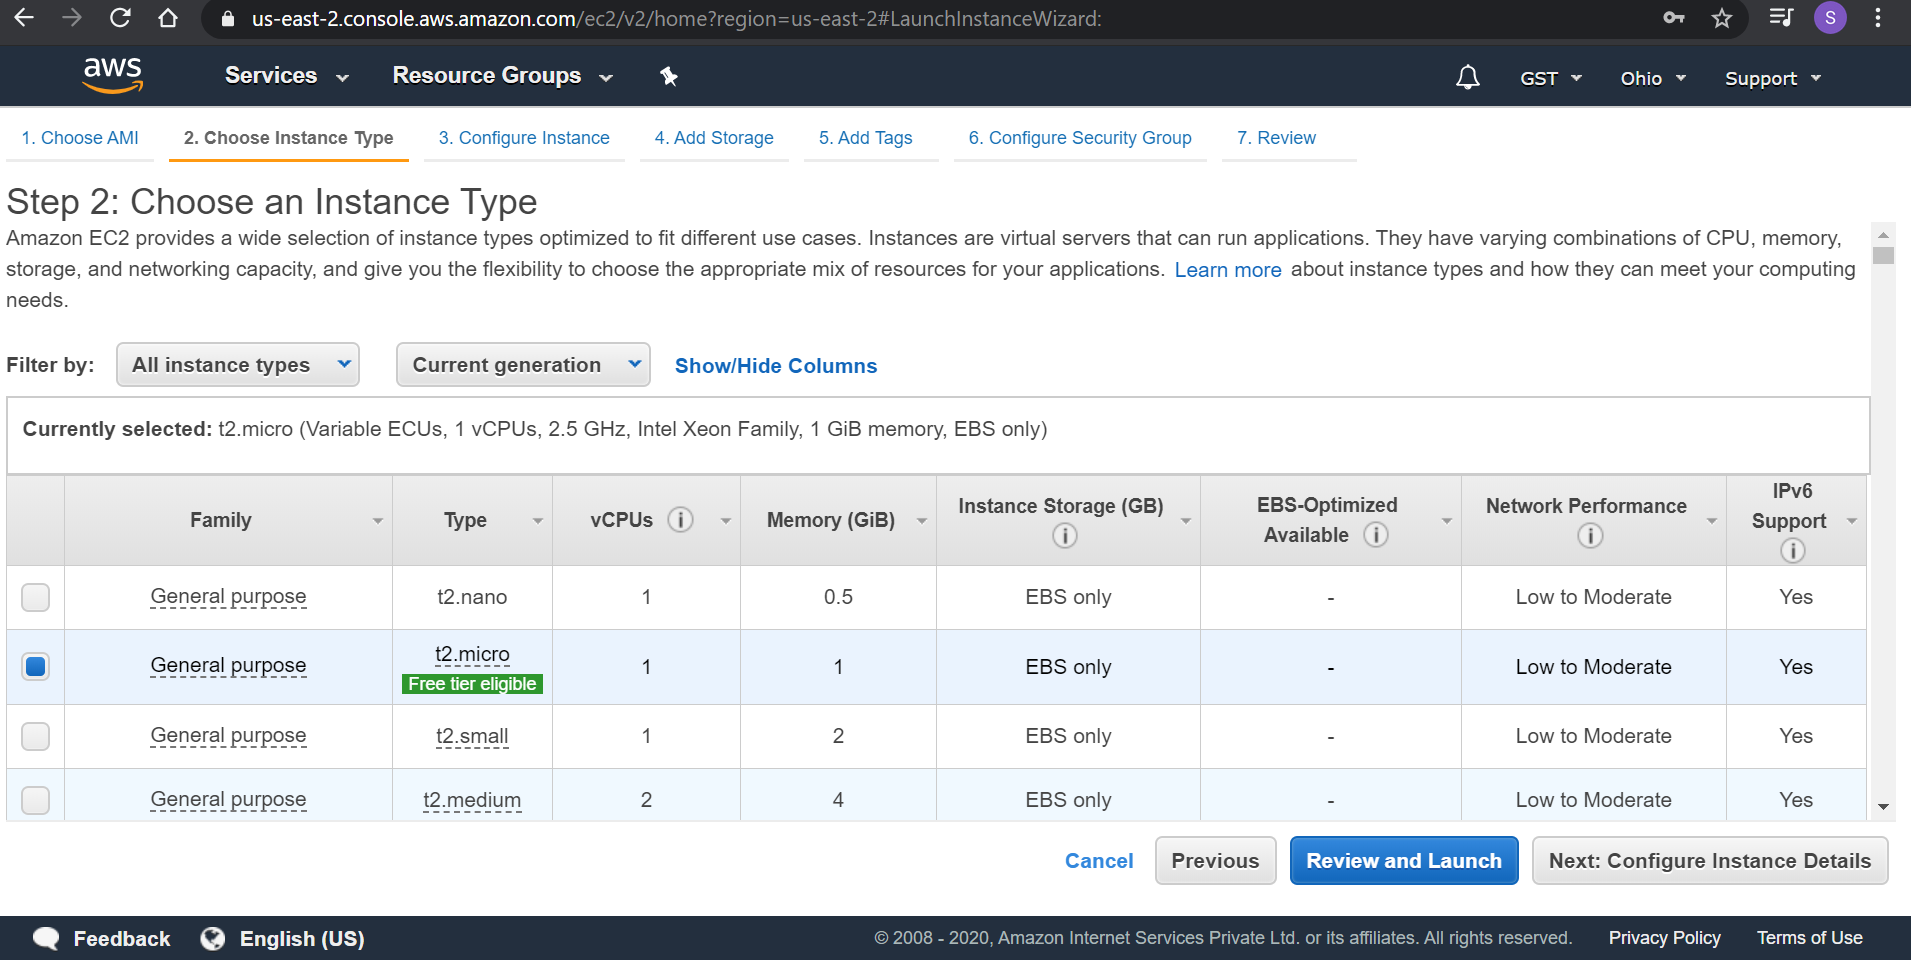 us-east-2.console.aws.amazon.com/ec2/v2/home?region=us-east-2#LaunchInstanceWizard:
S
aws
Services
Resource Groups
GST
Ohio
Support
1. Choose AMI
2. Choose Instance Type
3. Configure Instance
4. Add Storage
5. Add Tags
6. Configure Security Group
7. Review
Step 2: Choose an Instance Type
Amazon EC2 provides a wide selection of instance types optimized to fit different use cases. Instances are virtual servers that can run applications. They have varying combinations of CPU, memory,
storage, and networking capacity, and give you the flexibility to choose the appropriate mix of resources for your applications. Learn more about instance types and how they can meet your computing
needs.
Filter by: All instance types Current generation Show/Hide Columns
Currently selected: t2.micro (Variable ECUs, 1 vCPUs, 2.5 GHz, Intel Xeon Family, 1 GiB memory, EBS only)
Family
Type
vCPUs i
Memory (GiB)
Instance Storage (GB)
i
EBS-Optimized
Available i
Network Performance
i
IPv6
Support
i
General purpose t2.nano 1 0.5 EBS only - Low to Moderate Yes
General purpose t2.micro 1 1 EBS only - Low to Moderate Yes
Free tier eligible
General purpose t2.small 1 2 EBS only - Low to Moderate Yes
General purpose t2.medium 2 4 EBS only - Low to Moderate Yes
Cancel
Previous
Review and Launch
Next: Configure Instance Details
Feedback
English (US)
© 2008 - 2020, Amazon Internet Services Private Ltd. or its affiliates. All rights reserved.
Privacy Policy
Terms of Use